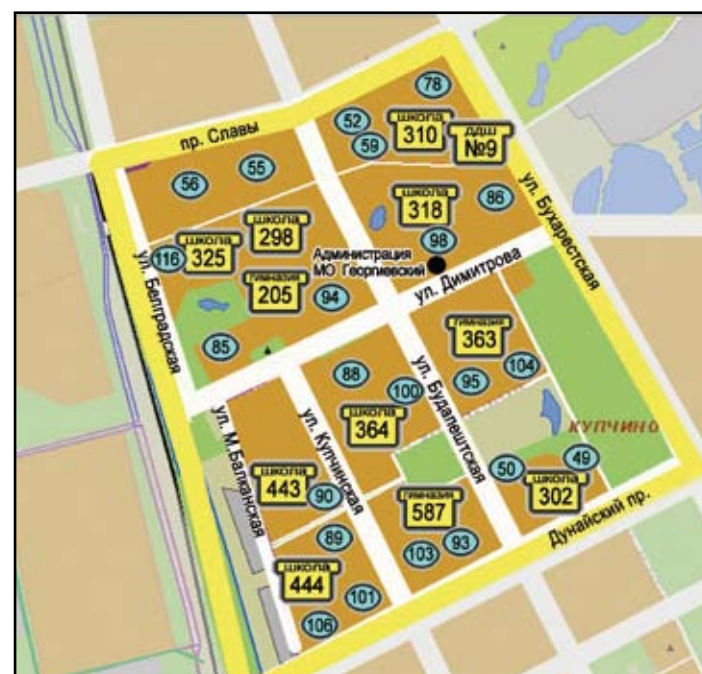 78
52
школа
310
ддш
№9
59
пр. Славы
55
56
школа
318
86
школа
298
98
школа
325
116
Администрация
МО Георгиевский
ул. Бухарестская
гимназия
205
94
ул. Димитрова
ул. Белградская
гимназия
363
85
88
104
95
100
школа
364
ул. Будапештская
КУПЧИНО
ул. Купчинская
ул. М.Балканская
школа
443
90
50
49
школа
302
гимназия
587
Дунайский пр.
89
103
93
школа
444
101
106